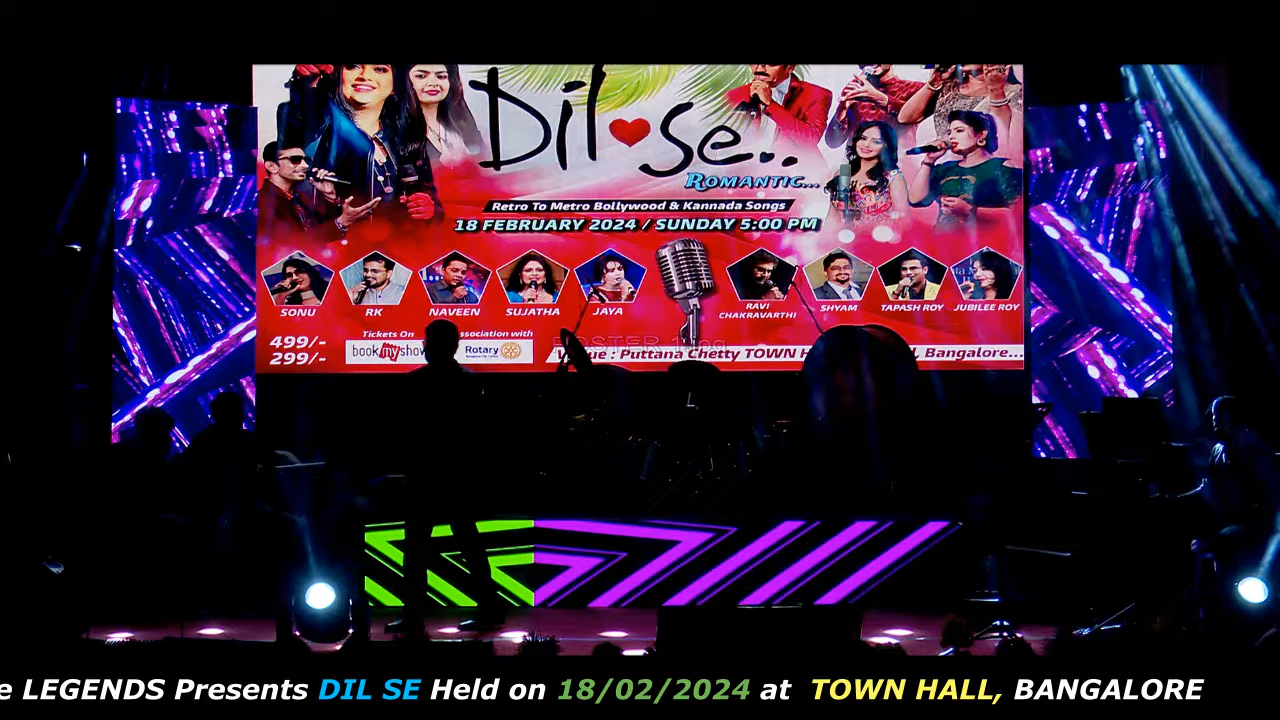 Dil se..
ROMANTIC...
Retro To Metro Bollywood & Kannada Songs
18 FEBRUARY 2024 / SUNDAY 5:00 PM
SONU RK NAVEEN SUJATHA JAYA RAVI CHAKRAVARTHI SHYAM TAPASH ROY JUBILEE ROY
499/-
299/-
Tickets On
bookmyshow
with
Rotary
: Puttana Chetty TOWN Bangalore...
e LEGENDS Presents DIL SE Held on 18/02/2024 at TOWN HALL, BANGALORE